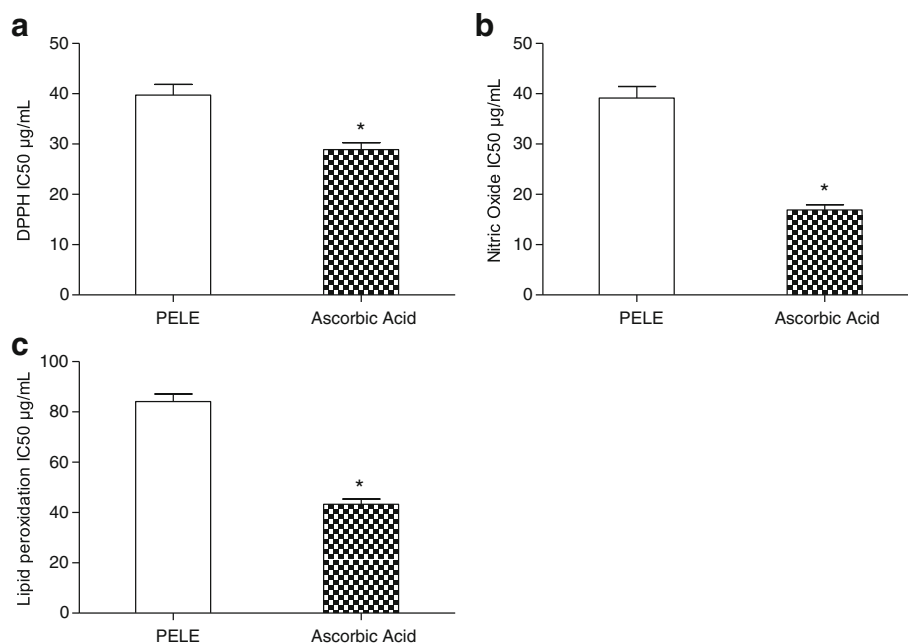 a
DPPH IC50 µg/mL
50
40
30
20
10
0
*
PELE
Ascorbic Acid
b
Nitric Oxide IC50 µg/mL
50
40
30
20
10
0
*
PELE
Ascorbic Acid
c
Lipid peroxidation IC50 µg/mL
100
80
60
40
20
0
*
PELE
Ascorbic Acid